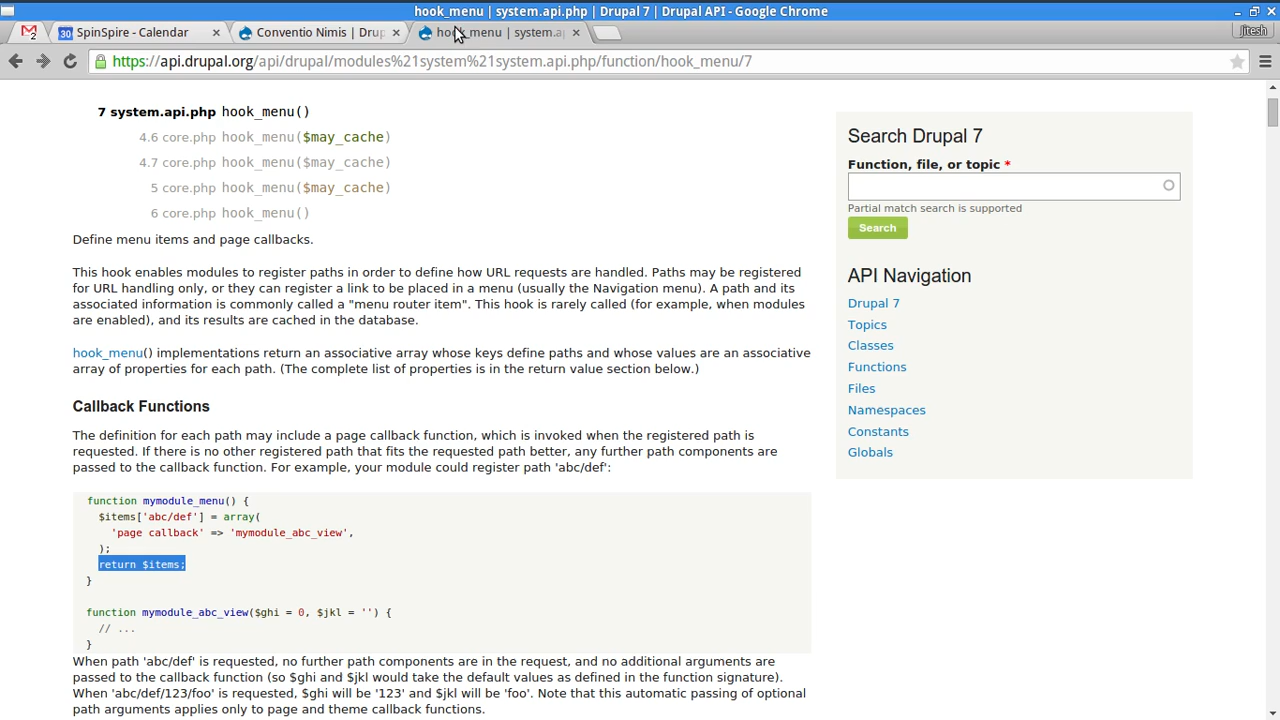 hook_menu | system.api.php | Drupal 7 | Drupal API - Google Chrome
2
30 SpinSpire - Calendar
Conventio Nimis | Drup
hook_menu | system.a
jitesh
https://api.drupal.org/api/drupal/modules%21system%21system.api.php/function/hook_menu/7
7 system.api.php hook_menu()
4.6 core.php hook_menu($may_cache)
4.7 core.php hook_menu($may_cache)
5 core.php hook_menu($may_cache)
6 core.php hook_menu()
Define menu items and page callbacks.
This hook enables modules to register paths in order to define how URL requests are handled. Paths may be registered
for URL handling only, or they can register a link to be placed in a menu (usually the Navigation menu). A path and its
associated information is commonly called a "menu router item". This hook is rarely called (for example, when modules
are enabled), and its results are cached in the database.
hook_menu() implementations return an associative array whose keys define paths and whose values are an associative
array of properties for each path. (The complete list of properties is in the return value section below.)
Callback Functions
The definition for each path may include a page callback function, which is invoked when the registered path is
requested. If there is no other registered path that fits the requested path better, any further path components are
passed to the callback function. For example, your module could register path 'abc/def':
function mymodule_menu() {
$items['abc/def'] = array(
'page callback' => 'mymodule_abc_view',
);
return $items;
}
function mymodule_abc_view($ghi = 0, $jkl = '') {
// ...
}
When path 'abc/def' is requested, no further path components are in the request, and no additional arguments are
passed to the callback function (so $ghi and $jkl would take the default values as defined in the function signature).
When 'abc/def/123/foo' is requested, $ghi will be '123' and $jkl will be 'foo'. Note that this automatic passing of optional
path arguments applies only to page and theme callback functions.
Search Drupal 7
Function, file, or topic *
Partial match search is supported
Search
API Navigation
Drupal 7
Topics
Classes
Functions
Files
Namespaces
Constants
Globals